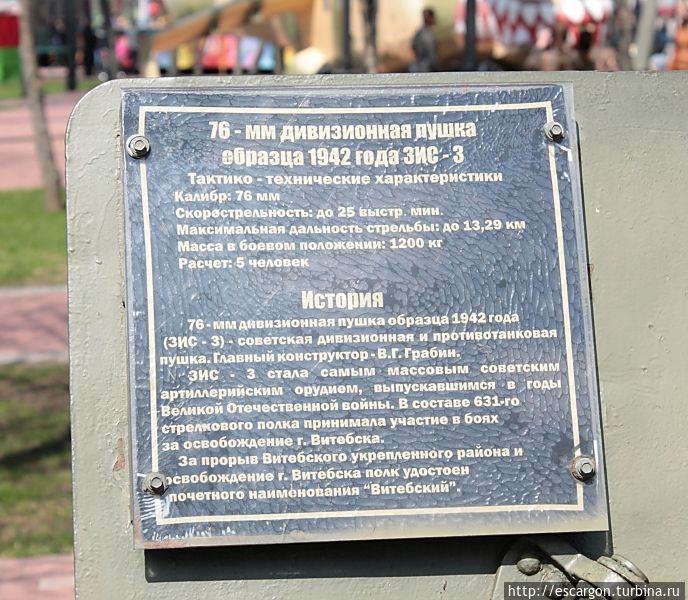 76 - мм дивизионная пушка
образца 1942 года ЗИС - 3
Тактико - технические характеристики
Калибр: 76 мм
Скорострельность: до 25 выстр. мин.
Максимальная дальность стрельбы: до 13,29 км
Масса в боевом положении: 1200 кг
Расчет: 5 человек
История
76 - мм дивизионная пушка образца 1942 года
(ЗИС - 3) - советская дивизионная и противотанковая
пушка. Главный конструктор - В.Г. Грабин.
ЗИС - 3 стала самым массовым советским
артиллерийским орудием, выпускавшимся в годы
Великой Отечественной войны. В составе 631-го
стрелкового полка принимала участие в боях
за освобождение г. Витебска.
За прорыв Витебского укрепленного района и
освобождение г. Витебска полк удостоен
почетного наименования "Витебский".
http://escargon.turbina.ru